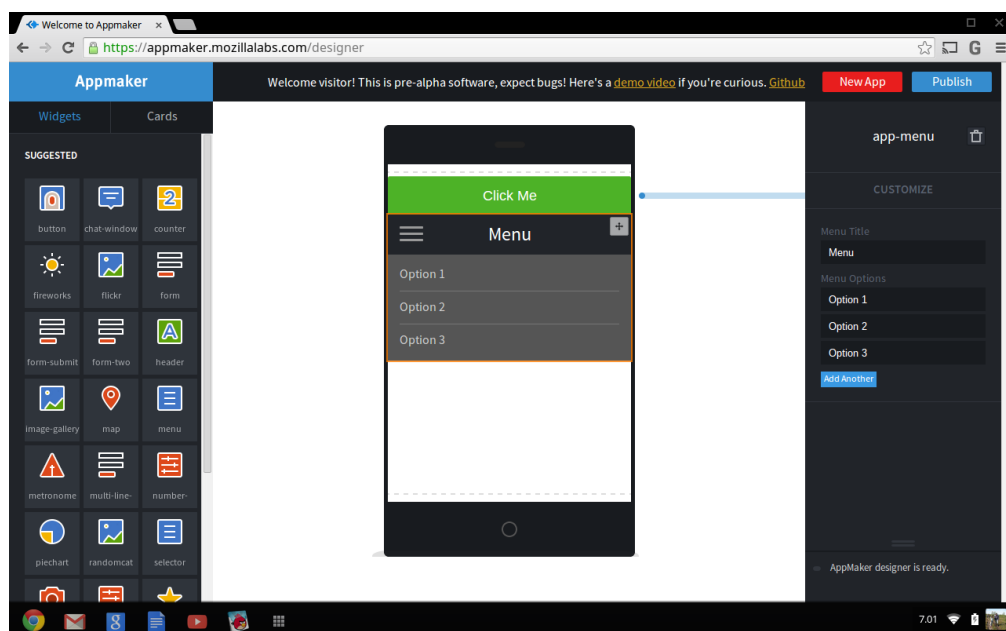 Welcome to Appmaker
https://appmaker.mozillalabs.com/designer
G
Appmaker
Welcome visitor! This is pre-alpha software, expect bugs! Here's a demo video if you're curious. Github
New App
Publish
Widgets
Cards
SUGGESTED
button
chat-window
2
counter
fireworks
flickr
form
form-submit
form-two
A
header
image-gallery
map
menu
metronome
multi-line-
number-
piechart
randomcat
selector
Click Me
Menu
Option 1
Option 2
Option 3
app-menu
CUSTOMIZE
Menu Title
Menu
Menu Options
Option 1
Option 2
Option 3
Add Another
AppMaker designer is ready.
8
7.01